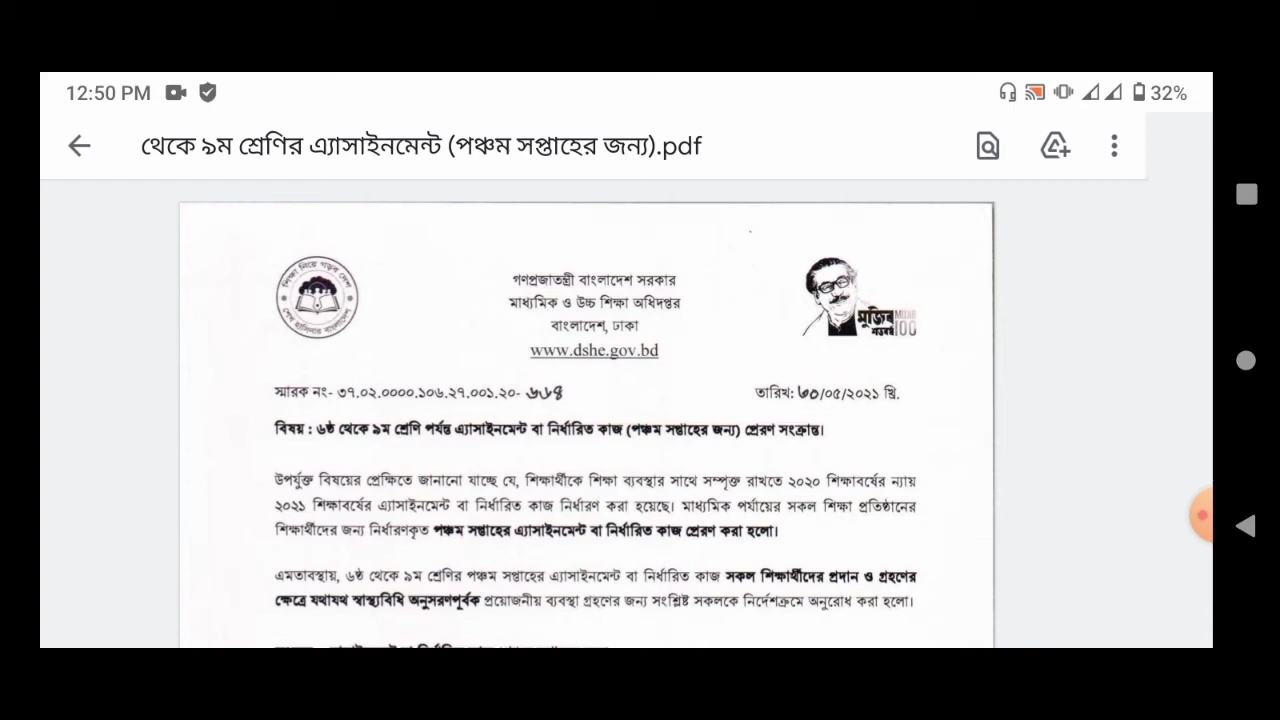 12:50 PM 32%
থেকে ৯ম শ্রেণির এ্যাসাইনমেন্ট (পঞ্চম সপ্তাহের জন্য).pdf
শিক্ষা নিয়ে গড়ব দেশ
শেখ হাসিনার বাংলাদেশ
গণপ্রজাতন্ত্রী বাংলাদেশ সরকার
মাধ্যমিক ও উচ্চ শিক্ষা অধিদপ্তর
বাংলাদেশ, ঢাকা
www.dshe.gov.bd
মুজিব MUJIB
শতবর্ষ 100
স্মারক নং- ৩৭.০২.০০০০.১০৬.২৭.০০১.২০- ৬৬৪ তারিখ: ৩০/০৫/২০২১ খ্রি.
বিষয় : ৬ষ্ঠ থেকে ৯ম শ্রেণি পর্যন্ত এ্যাসাইনমেন্ট বা নির্ধারিত কাজ (পঞ্চম সপ্তাহের জন্য) প্রেরণ সংক্রান্ত।
উপর্যুক্ত বিষয়ের প্রেক্ষিতে জানানো যাচ্ছে যে, শিক্ষার্থীকে শিক্ষা ব্যবস্থার সাথে সম্পৃক্ত রাখতে ২০২০ শিক্ষাবর্ষের ন্যায়
২০২১ শিক্ষাবর্ষের এ্যাসাইনমেন্ট বা নির্ধারিত কাজ নির্ধারণ করা হয়েছে। মাধ্যমিক পর্যায়ের সকল শিক্ষা প্রতিষ্ঠানের
শিক্ষার্থীদের জন্য নির্ধারণকৃত পঞ্চম সপ্তাহের এ্যাসাইনমেন্ট বা নির্ধারিত কাজ প্রেরণ করা হলো।
এমতাবস্থায়, ৬ষ্ঠ থেকে ৯ম শ্রেণির পঞ্চম সপ্তাহের এ্যাসাইনমেন্ট বা নির্ধারিত কাজ সকল শিক্ষার্থীদের প্রদান ও গ্রহণের
ক্ষেত্রে যথাযথ স্বাস্থ্যবিধি অনুসরণপূর্বক প্রয়োজনীয় ব্যবস্থা গ্রহণের জন্য সংশ্লিষ্ট সকলকে নির্দেশক্রমে অনুরোধ করা হলো।